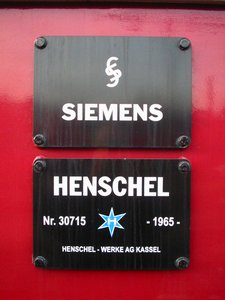 SIEMENS
HENSCHEL
Nr. 30715 H - 1965 -
HENSCHEL - WERKE AG KASSEL